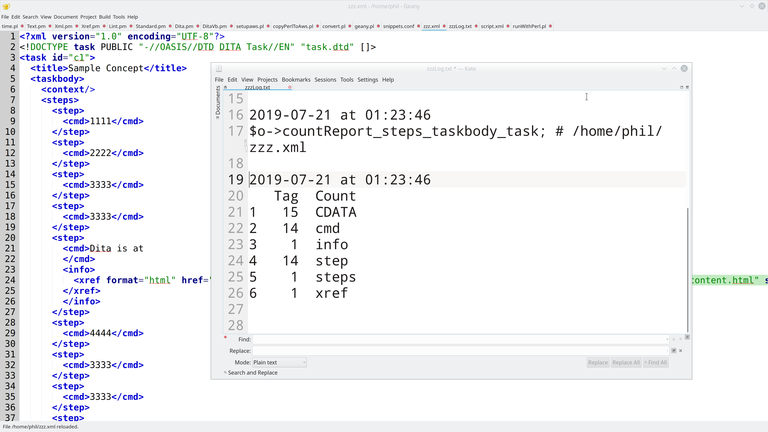 zzz.xml - /home/phil - Geany
File Edit Search View Document Project Build Tools Help
time.pl Text.pm Xml.pm Xref.pm Lint.pm Standard.pm Dita.pm DitaVb.pm setupaws.pl copyPerlToAws.pl convert.pl geany.pl snippets.conf zzz.xml zzzLog.txt script.xml runWithPerl.pl
1 <?xml version="1.0" encoding="UTF-8"?>
2 <!DOCTYPE task PUBLIC "-//OASIS//DTD DITA Task//EN" "task.dtd" []>
3 <task id="c1">
4 <title>Sample Concept</title>
5 <taskbody>
6 <context/>
7 <steps>
8 <step>
9 <cmd>1111</cmd>
10 </step>
11 <step>
12 <cmd>2222</cmd>
13 </step>
14 <step>
15 <cmd>3333</cmd>
16 </step>
17 <step>
18 <cmd>3333</cmd>
19 </step>
20 <step>
21 <cmd>Dita is at
22 </cmd>
23 <info>
24 <xref format="html" href=" content.html" s
25 </xref>
26 </info>
27 </step>
28 <step>
29 <cmd>4444</cmd>
30 </step>
31 <step>
32 <cmd>3333</cmd>
33 </step>
34 <step>
35 <cmd>3333</cmd>
36 </step>
37 <step>
File /home/phil/zzz.xml reloaded.
zzzLog.txt — Kate
File Edit View Projects Bookmarks Sessions Tools Settings Help
zzzLog.txt
Documents
15
16 2019-07-21 at 01:23:46
17 $o->countReport_steps_taskbody_task; # /home/phil/
zzz.xml
18
19 2019-07-21 at 01:23:46
20 Tag Count
21 1 15 CDATA
22 2 14 cmd
23 3 1 info
24 4 14 step
25 5 1 steps
26 6 1 xref
27
28
Find:
Replace:
Mode: Plain text
Replace Replace All Find All
Search and Replace